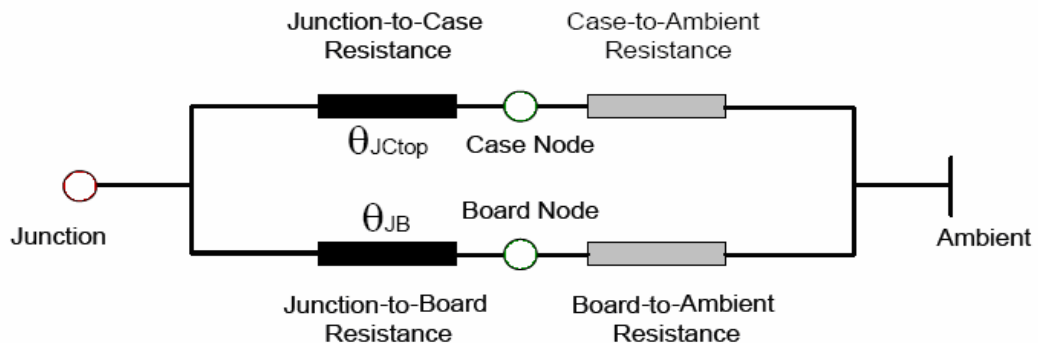 Junction-to-Case
Resistance
Case-to-Ambient
Resistance
θJCtop
Case Node
Junction
θJB
Board Node
Ambient
Junction-to-Board
Resistance
Board-to-Ambient
Resistance